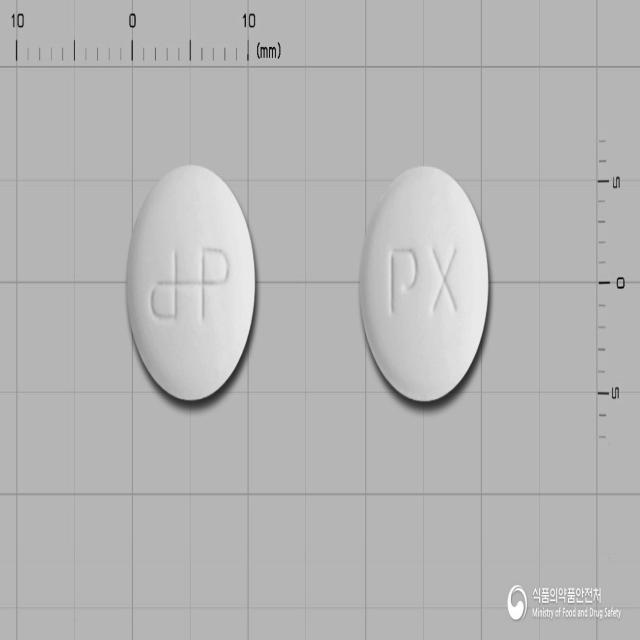 10 0 10
(mm)
dP
PX
5
0
5
식품의약품안전처
Ministry of Food and Drug Safety